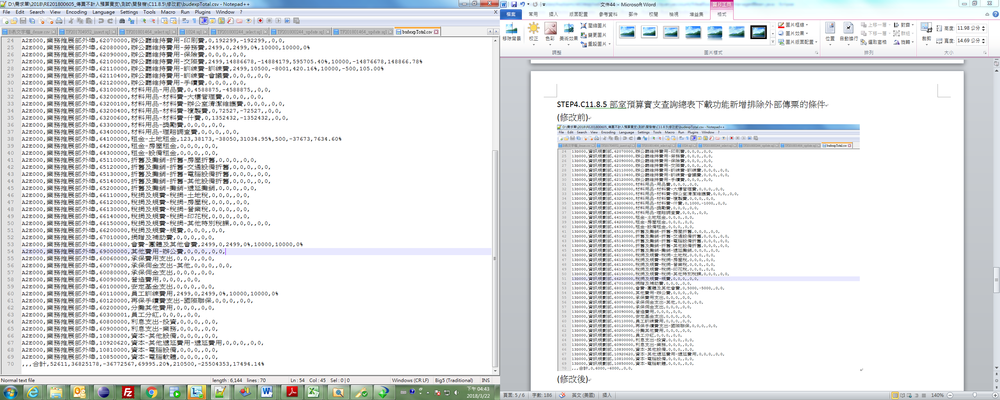 D:\需求單\2018\RE201800605_傳票不計入預算實支\測試\開發機\C11.8.5\修改前\budexpTotal.csv - Notepad++
File Edit Search View Encoding Language Settings Tools Macro Run Plugins Window ? X
B表文字檔_dense.csv TF201704952_insert.sql TF201801464_select.sql 1024.sql TF201800244_select.sql TF201800244_update.sql TF201801464_update.sql budexpTotal.csv
24 A2E000,業務推展部外埠,62070000,辦公廳維持費用-印刷費,0,192299,-192299,,0,0,
25 A2E000,業務推展部外埠,62080000,辦公廳維持費用-勞務費,2499,0,2499,0%,10000,10000,0%
26 A2E000,業務推展部外埠,62090000,辦公廳維持費用-保險費,0,0,0,,0,0,
27 A2E000,業務推展部外埠,62100000,辦公廳維持費用-交際費,2499,14886678,-14884179,595705.40%,10000,-14876678,148866.78%
28 A2E000,業務推展部外埠,62110000,辦公廳維持費用-訓練費-訓練費,2499,10500,-8001,420.16%,10000,-500,105.00%
29 A2E000,業務推展部外埠,62110400,辦公廳維持費用-訓練費-會議費,0,0,0,,0,0,
30 A2E000,業務推展部外埠,62120000,辦公廳維持費用-手續費,0,0,0,,0,0,
31 A2E000,業務推展部外埠,63100000,材料用品-用品費,0,4588875,-4588875,,0,0,
32 A2E000,業務推展部外埠,63200000,材料用品-材料費-大樓管理費,0,0,0,,0,0,
33 A2E000,業務推展部外埠,63200100,材料用品-材料費-辦公室清潔維護費,0,0,0,,0,0,
34 A2E000,業務推展部外埠,63200400,材料用品-材料費-複製費,0,72527,-72527,,0,0,
35 A2E000,業務推展部外埠,63200600,材料用品-材料費-什費,0,1352432,-1352432,,0,0,
36 A2E000,業務推展部外埠,63300000,材料用品-獎勵費,0,0,0,,0,0,
37 A2E000,業務推展部外埠,63400000,材料用品-理賠調查費,0,0,0,,0,0,
38 A2E000,業務推展部外埠,64100000,租金-土地租金,123,38173,-38050,31034.95%,500,-37673,7634.60%
39 A2E000,業務推展部外埠,64200000,租金-房屋租金,0,0,0,,0,0,
40 A2E000,業務推展部外埠,64300000,租金-設備租金,0,0,0,,0,0,
41 A2E000,業務推展部外埠,65110000,折舊及攤銷-折舊-房屋折舊,0,0,0,,0,0,
42 A2E000,業務推展部外埠,65120000,折舊及攤銷-折舊-交通設備折舊,0,0,0,,0,0,
43 A2E000,業務推展部外埠,65130000,折舊及攤銷-折舊-電腦設備折舊,0,0,0,,0,0,
44 A2E000,業務推展部外埠,65140000,折舊及攤銷-折舊-其他設備折舊,0,0,0,,0,0,
45 A2E000,業務推展部外埠,65200000,折舊及攤銷-攤銷-遞延攤銷,0,0,0,,0,0,
46 A2E000,業務推展部外埠,66110000,稅捐及規費-稅捐-土地稅,0,0,0,,0,0,
47 A2E000,業務推展部外埠,66120000,稅捐及規費-稅捐-房屋稅,0,0,0,,0,0,
48 A2E000,業務推展部外埠,66130000,稅捐及規費-稅捐-營業稅,0,0,0,,0,0,
49 A2E000,業務推展部外埠,66140000,稅捐及規費-稅捐-印花稅,0,0,0,,0,0,
50 A2E000,業務推展部外埠,66150000,稅捐及規費-稅捐-其他特別稅課,0,0,0,,0,0,
51 A2E000,業務推展部外埠,66200000,稅捐及規費-規費,0,0,0,,0,0,
52 A2E000,業務推展部外埠,67010000,捐贈及補助費,0,0,0,,0,0,
53 A2E000,業務推展部外埠,68010000,會費-團體及其他會費,2499,0,2499,0%,10000,10000,0%
54 A2E000,業務推展部外埠,69000000,其他費用-辦公費,0,0,0,,0,0,
55 A2E000,業務推展部外埠,60060000,承保費用支出,0,0,0,,0,0,
56 A2E000,業務推展部外埠,60070000,承保佣金支出-其他,0,0,0,,0,0,
57 A2E000,業務推展部外埠,60080000,承保佣金支出,0,0,0,,0,0,
58 A2E000,業務推展部外埠,60090000,營造費用,0,0,0,,0,0,
59 A2E000,業務推展部外埠,60100000,安定基金支出,0,0,0,,0,0,
60 A2E000,業務推展部外埠,60110000,員工訓練費用,2499,0,2499,0%,10000,10000,0%
61 A2E000,業務推展部外埠,60120000,再保手續費支出-國際聯保,0,0,0,,0,0,
62 A2E000,業務推展部外埠,60200000,分攤其他費用,0,0,0,,0,0,
63 A2E000,業務推展部外埠,60300001,員工分紅,0,0,0,,0,0,
64 A2E000,業務推展部外埠,60800000,利息支出-投資,0,0,0,,0,0,
65 A2E000,業務推展部外埠,60900000,利息支出-業務,0,0,0,,0,0,
66 A2E000,業務推展部外埠,10830000,資本-其他設備,0,0,0,,0,0,
67 A2E000,業務推展部外埠,10920620,資本-其他遞延費用-遞延費用,0,0,0,,0,0,
68 A2E000,業務推展部外埠,10810000,資本-電腦設備,0,0,0,,0,0,
69 A2E000,業務推展部外埠,10850000,資本-電腦軟體,0,0,0,,0,0,
70 ,,,合計,52611,36825178,-36772567,69995.20%,210500,-25504353,17494.14%
Normal text file length : 6,144 lines : 70 Ln : 54 Col : 45 Sel : 0 | 0 Windows (CR LF) Big5 (Traditional) INS
下午 04:43
2018/3/22
文件44 - Microsoft Word 圖片工具
檔案 常用 插入 版面配置 參考資料 郵件 校閱 檢視 增益集 格式
移除背景 校正 色彩 美術效果 壓縮圖片 變更圖片 重設圖片 調整
圖片樣式 圖片框線 圖片效果 圖片版面配置
位置 自動換行 上移一層 下移一層 選取窗格 對齊 群組 旋轉 排列
裁剪 高度: 11.98 公分 寬度: 14.69 公分 大小
STEP4.C11.8.5 部室預算實支查詢總表下載功能新增排除外部傳票的條件
(修改前)
D:\需求單\2018\RE201800605_傳票不計入預算實支\測試\開發機\C11.8.5\修改前\budexpTotal.csv - Notepad++
File Edit Search View Encoding Language Settings Tools Macro Run Plugins Window ?
B表文字檔_dense.csv TF201704952_insert.sql TF201801464_select.sql 1024.sql TF201800244_select.sql TF201800244_update.sql TF201801464_update.sql budexpTotal.csv
24 13D000,資訊規劃部,62070000,辦公廳維持費用-印刷費,0,0,0,,0,0,
25 13D000,資訊規劃部,62080000,辦公廳維持費用-勞務費,0,0,0,,0,0,
26 13D000,資訊規劃部,62090000,辦公廳維持費用-保險費,0,0,0,,0,0,
27 13D000,資訊規劃部,62100000,辦公廳維持費用-交際費,0,0,0,,0,0,
28 13D000,資訊規劃部,62110000,辦公廳維持費用-訓練費-訓練費,0,0,0,,0,0,
29 13D000,資訊規劃部,62110400,辦公廳維持費用-訓練費-會議費,0,0,0,,0,0,
30 13D000,資訊規劃部,62120000,辦公廳維持費用-手續費,0,0,0,,0,0,
31 13D000,資訊規劃部,63100000,材料用品-用品費,0,0,0,,0,0,
32 13D000,資訊規劃部,63200000,材料用品-材料費-大樓管理費,0,0,0,,0,0,
33 13D000,資訊規劃部,63200100,材料用品-材料費-辦公室清潔維護費,0,0,0,,0,0,
34 13D000,資訊規劃部,63200400,材料用品-材料費-複製費,0,0,0,,0,0,
35 13D000,資訊規劃部,63200600,材料用品-材料費-什費,0,1000,-1000,,0,0,
36 13D000,資訊規劃部,63300000,材料用品-獎勵費,0,0,0,,0,0,
37 13D000,資訊規劃部,63400000,材料用品-理賠調查費,0,0,0,,0,0,
38 13D000,資訊規劃部,64100000,租金-土地租金,0,0,0,,0,0,
39 13D000,資訊規劃部,64200000,租金-房屋租金,0,0,0,,0,0,
40 13D000,資訊規劃部,64300000,租金-設備租金,0,0,0,,0,0,
41 13D000,資訊規劃部,65110000,折舊及攤銷-折舊-房屋折舊,0,0,0,,0,0,
42 13D000,資訊規劃部,65120000,折舊及攤銷-折舊-交通設備折舊,0,0,0,,0,0,
43 13D000,資訊規劃部,65130000,折舊及攤銷-折舊-電腦設備折舊,0,0,0,,0,0,
44 13D000,資訊規劃部,65140000,折舊及攤銷-折舊-其他設備折舊,0,0,0,,0,0,
45 13D000,資訊規劃部,65200000,折舊及攤銷-攤銷-遞延攤銷,0,0,0,,0,0,
46 13D000,資訊規劃部,66110000,稅捐及規費-稅捐-土地稅,0,0,0,,0,0,
47 13D000,資訊規劃部,66120000,稅捐及規費-稅捐-房屋稅,0,0,0,,0,0,
48 13D000,資訊規劃部,66130000,稅捐及規費-稅捐-營業稅,0,0,0,,0,0,
49 13D000,資訊規劃部,66140000,稅捐及規費-稅捐-印花稅,0,0,0,,0,0,
50 13D000,資訊規劃部,66150000,稅捐及規費-稅捐-其他特別稅課,0,0,0,,0,0,
51 13D000,資訊規劃部,66200000,稅捐及規費-規費,0,0,0,,0,0,
52 13D000,資訊規劃部,67010000,捐贈及補助費,0,0,0,,0,0,
53 13D000,資訊規劃部,68010000,會費-團體及其他會費,0,5000,-5000,,0,0,
54 13D000,資訊規劃部,69000000,其他費用-辦公費,0,0,0,,0,0,
55 13D000,資訊規劃部,60060000,承保費用支出,0,0,0,,0,0,
56 13D000,資訊規劃部,60070000,承保佣金支出-其他,0,0,0,,0,0,
57 13D000,資訊規劃部,60080000,承保佣金支出,0,0,0,,0,0,
58 13D000,資訊規劃部,60090000,營造費用,0,0,0,,0,0,
59 13D000,資訊規劃部,60100000,安定基金支出,0,0,0,,0,0,
60 13D000,資訊規劃部,60110000,員工訓練費用,0,0,0,,0,0,
61 13D000,資訊規劃部,60120000,再保手續費支出-國際聯保,0,0,0,,0,0,
62 13D000,資訊規劃部,60200000,分攤其他費用,0,0,0,,0,0,
63 13D000,資訊規劃部,60300001,員工分紅,0,0,0,,0,0,
64 13D000,資訊規劃部,60800000,利息支出-投資,0,0,0,,0,0,
65 13D000,資訊規劃部,60900000,利息支出-業務,0,0,0,,0,0,
66 13D000,資訊規劃部,10830000,資本-其他設備,0,0,0,,0,0,
67 13D000,資訊規劃部,10920620,資本-其他遞延費用-遞延費用,0,0,0,,0,0,
68 13D000,資訊規劃部,10810000,資本-電腦設備,0,0,0,,0,0,
69 13D000,資訊規劃部,10850000,資本-電腦軟體,0,0,0,,0,0,
70 ,,,合計,0,6000,-6000,,0,0,
(修改後)
頁面: 5 / 6 字數: 186 英文 (美國) 插入 140%